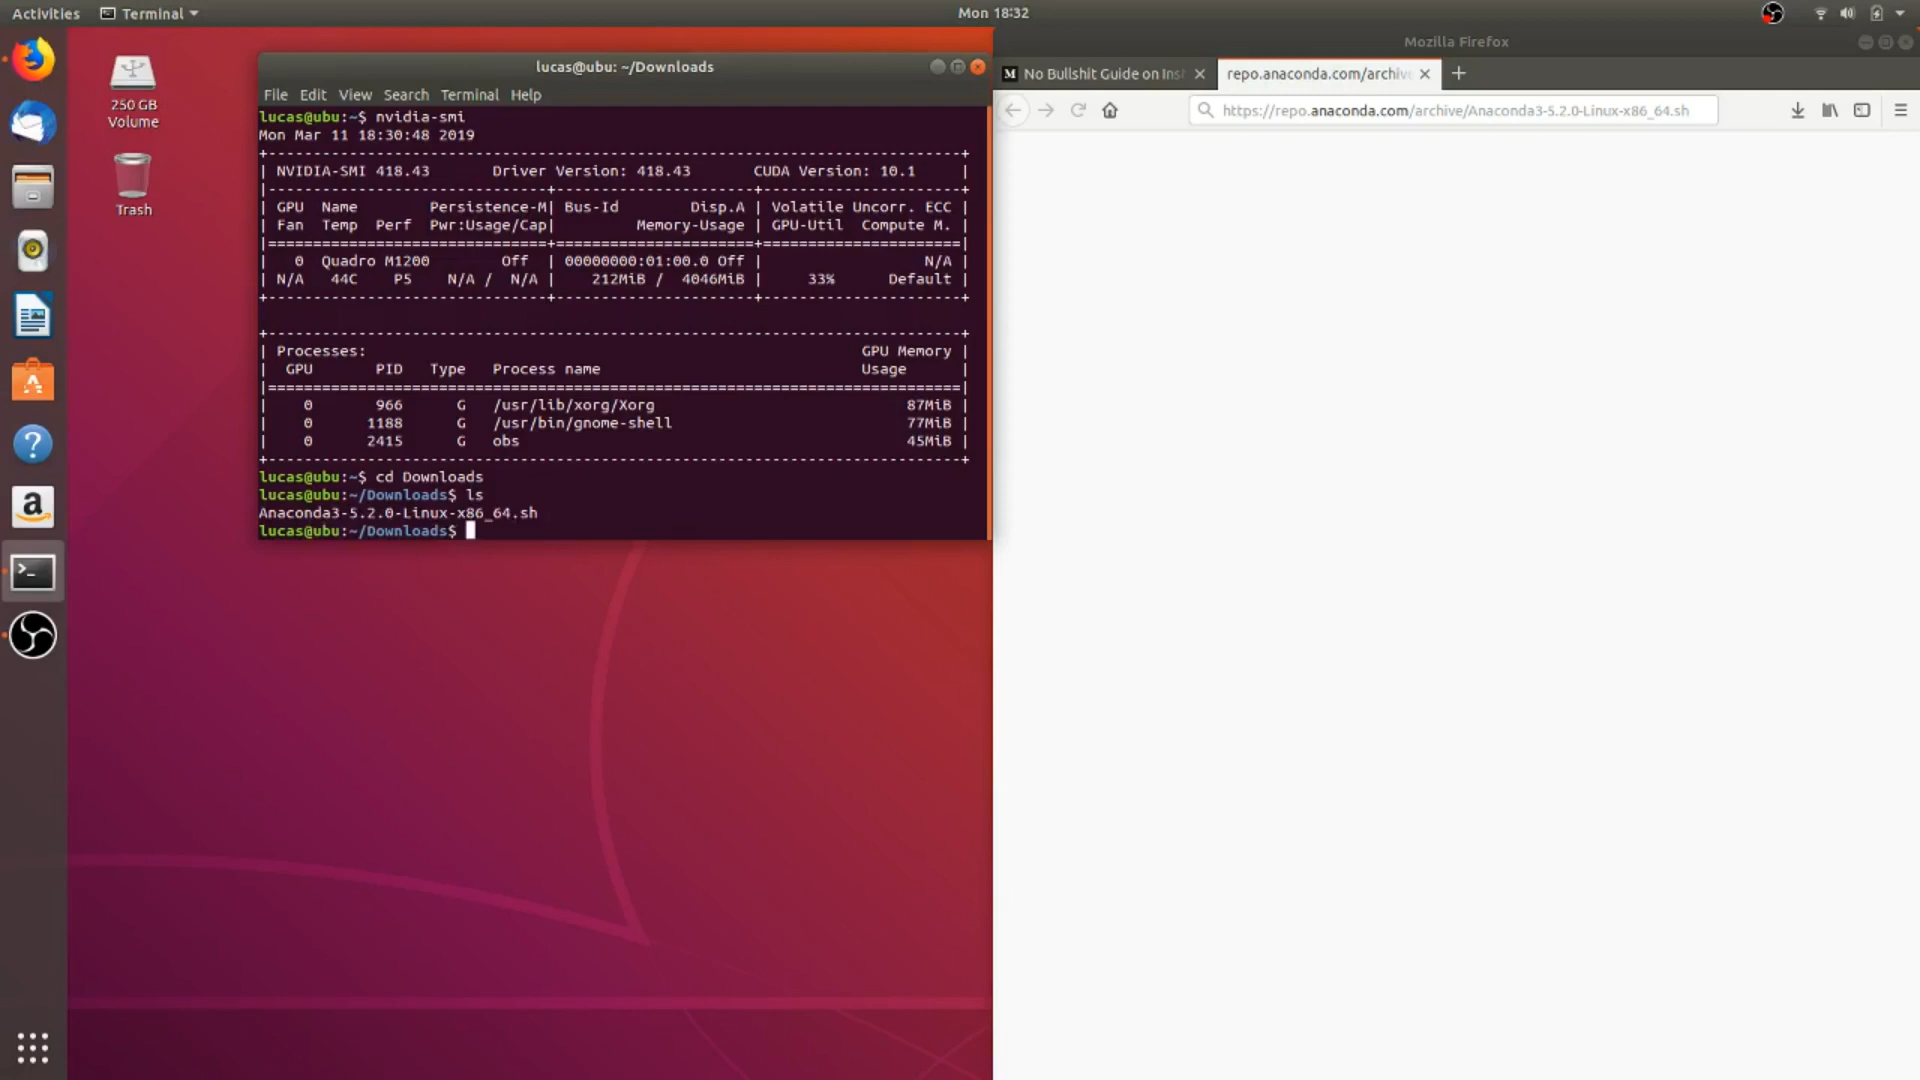 Activities Terminal Mon 18:32
250 GB
Volume
Trash
lucas@ubu: ~/Downloads
File Edit View Search Terminal Help
lucas@ubu:~$ nvidia-smi
Mon Mar 11 18:30:48 2019
+-----------------------------------------------------------------------------+
| NVIDIA-SMI 418.43       Driver Version: 418.43       CUDA Version: 10.1     |
|-------------------------------+----------------------+----------------------+
| GPU  Name        Persistence-M| Bus-Id        Disp.A | Volatile Uncorr. ECC |
| Fan  Temp  Perf  Pwr:Usage/Cap|         Memory-Usage | GPU-Util  Compute M. |
|===============================+======================+======================|
|   0  Quadro M1200        Off  | 00000000:01:00.0 Off |                  N/A |
| N/A   44C    P5    N/A /  N/A |    212MiB /  4046MiB |     33%      Default |
+-------------------------------+----------------------+----------------------+
+-----------------------------------------------------------------------------+
| Processes:                                                       GPU Memory |
|  GPU       PID   Type   Process name                             Usage      |
|=============================================================================|
|    0       966      G   /usr/lib/xorg/Xorg                            87MiB |
|    0      1188      G   /usr/bin/gnome-shell                          77MiB |
|    0      2415      G   obs                                           45MiB |
+-----------------------------------------------------------------------------+
lucas@ubu:~$ cd Downloads
lucas@ubu:~/Downloads$ ls
Anaconda3-5.2.0-Linux-x86_64.sh
lucas@ubu:~/Downloads$
Mozilla Firefox
M No Bullshit Guide on Inst repo.anaconda.com/archiv
https://repo.anaconda.com/archive/Anaconda3-5.2.0-Linux-x86_64.sh